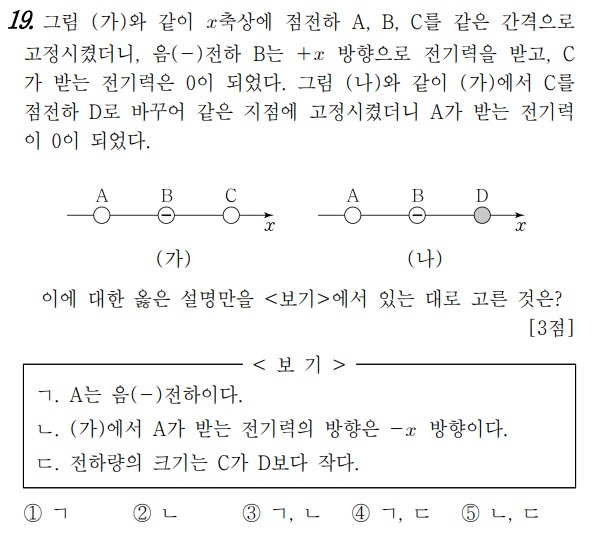 19. 그림 (가)와 같이 x축상에 점전하 A, B, C를 같은 간격으로
고정시켰더니, 음(-)전하 B는 +x 방향으로 전기력을 받고, C
가 받는 전기력은 0이 되었다. 그림 (나)와 같이 (가)에서 C를
점전하 D로 바꾸어 같은 지점에 고정시켰더니 A가 받는 전기력
이 0이 되었다.
A B C A B D
- x - x
(가) (나)
이에 대한 옳은 설명만을 <보기>에서 있는 대로 고른 것은?
[3점]
< 보 기 >
ㄱ. A는 음(-)전하이다.
ㄴ. (가)에서 A가 받는 전기력의 방향은 -x 방향이다.
ㄷ. 전하량의 크기는 C가 D보다 작다.
① ㄱ ② ㄴ ③ ㄱ, ㄴ ④ ㄱ, ㄷ ⑤ ㄴ, ㄷ